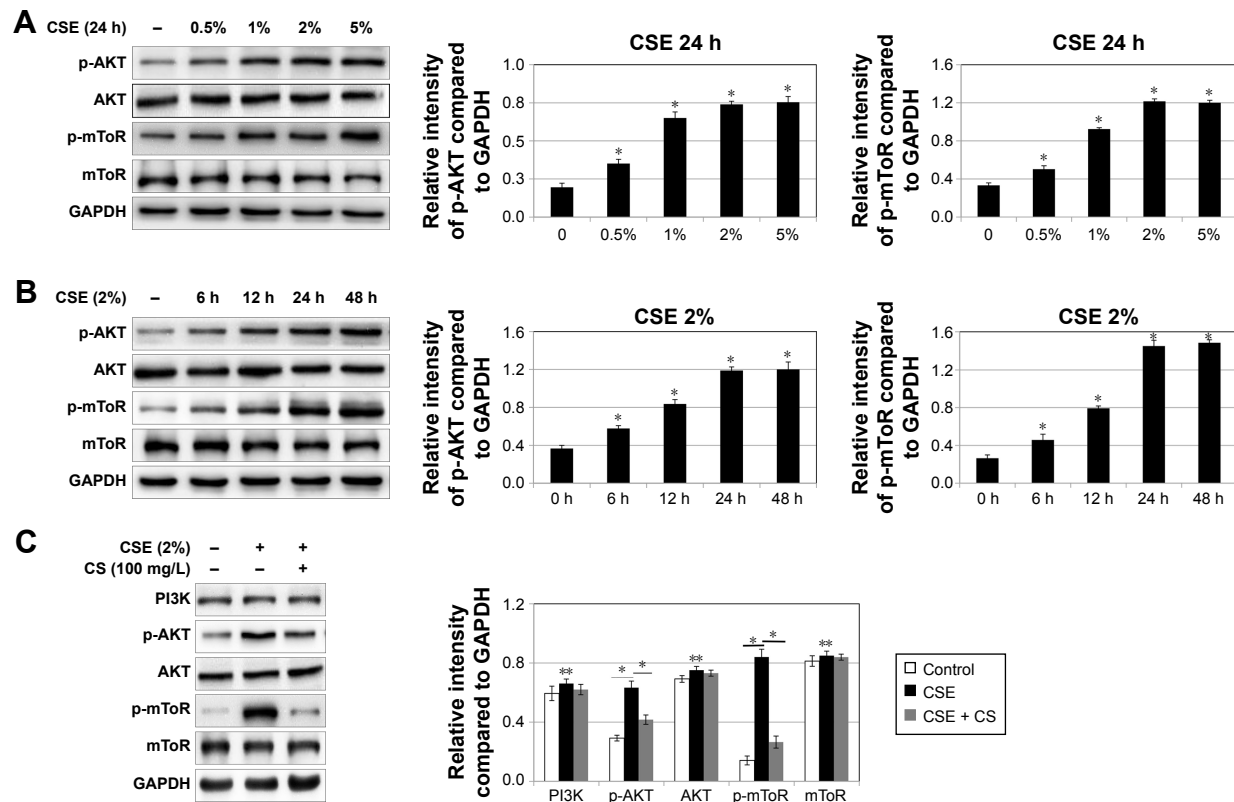 A
CSE (24 h) – 0.5% 1% 2% 5%
p-AKT
AKT
p-mToR
mToR
GAPDH
CSE 24 h
Relative intensity
of p-AKT compared
to GAPDH
1.0
0.8
0.6
0.3
0.0
* * * *
0 0.5% 1% 2% 5%
CSE 24 h
Relative intensity
of p-mToR compared
to GAPDH
1.6
1.2
0.8
0.4
0.0
* * * *
0 0.5% 1% 2% 5%
B
CSE (2%) – 6 h 12 h 24 h 48 h
p-AKT
AKT
p-mToR
mToR
GAPDH
CSE 2%
Relative intensity
of p-AKT compared
to GAPDH
1.6
1.2
0.8
0.4
0.0
* * * *
0 h 6 h 12 h 24 h 48 h
CSE 2%
Relative intensity
of p-mToR compared
to GAPDH
1.6
1.2
0.8
0.4
0.0
* * * *
0 h 6 h 12 h 24 h 48 h
C
CSE (2%) – + +
CS (100 mg/L) – – +
PI3K
p-AKT
AKT
p-mToR
mToR
GAPDH
Relative intensity
compared to GAPDH
1.2
0.8
0.4
0.0
** * * ** * * **
PI3K p-AKT AKT p-mToR mToR
Control
CSE
CSE + CS